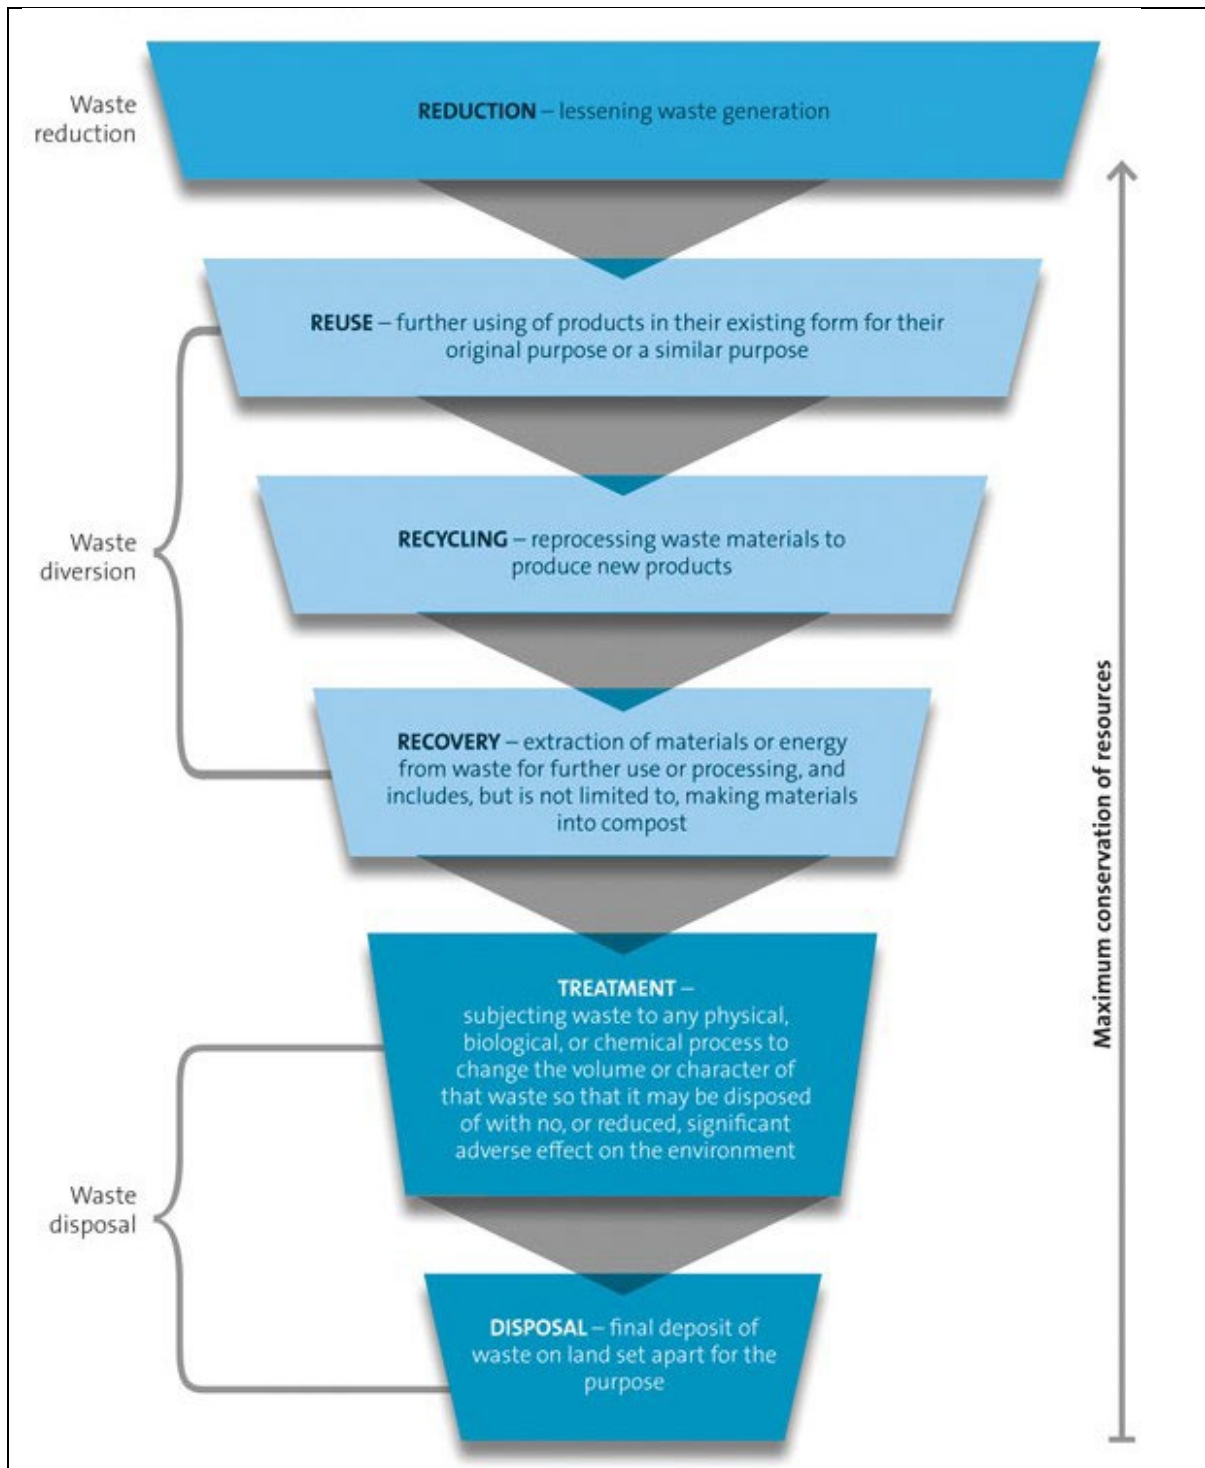 Waste
reduction
REDUCTION – lessening waste generation
REUSE – further using of products in their existing form for their
original purpose or a similar purpose
Waste
diversion
RECYCLING – reprocessing waste materials to
produce new products
RECOVERY – extraction of materials or energy
from waste for further use or processing, and
includes, but is not limited to, making materials
into compost
Maximum conservation of resources
TREATMENT –
subjecting waste to any physical,
biological, or chemical process to
change the volume or character of
that waste so that it may be disposed
of with no, or reduced, significant
adverse effect on the environment
Waste
disposal
DISPOSAL – final deposit of
waste on land set apart for the
purpose